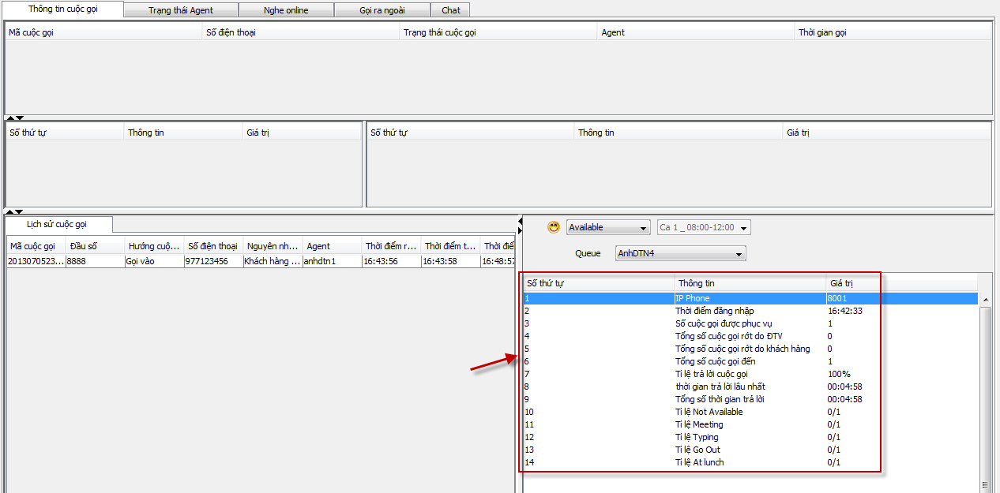 Thông tin cuộc gọi Trạng thái Agent Nghe online Gọi ra ngoài Chat
Mã cuộc gọi Số điện thoại Trạng thái cuộc gọi Agent Thời gian gọi
Số thứ tự Thông tin Giá trị Số thứ tự Thông tin Giá trị
Lịch sử cuộc gọi
Mã cuộc gọi Đầu số Hướng cuộ... Số điện thoại Nguyên nh... Agent Thời điểm r... Thời điểm t... Thời điể
2013070523... 8888 Gọi vào 977123456 Khách hàng ... anhdtn1 16:43:56 16:43:58 16:48:57
Available Ca 1 _ 08:00-12:00
Queue AnhDTN4
Số thứ tự Thông tin Giá trị
1 IP Phone 8001
2 Thời điểm đăng nhập 16:42:33
3 Số cuộc gọi được phục vụ 1
4 Tổng số cuộc gọi rớt do ĐTV 0
5 Tổng số cuộc gọi rớt do khách hàng 0
6 Tổng số cuộc gọi đến 1
7 Tỉ lệ trả lời cuộc gọi 100%
8 thời gian trả lời lâu nhất 00:04:58
9 Tổng số thời gian trả lời 00:04:58
10 Tỉ lệ Not Available 0/1
11 Tỉ lệ Meeting 0/1
12 Tỉ lệ Typing 0/1
13 Tỉ lệ Go Out 0/1
14 Tỉ lệ At lunch 0/1